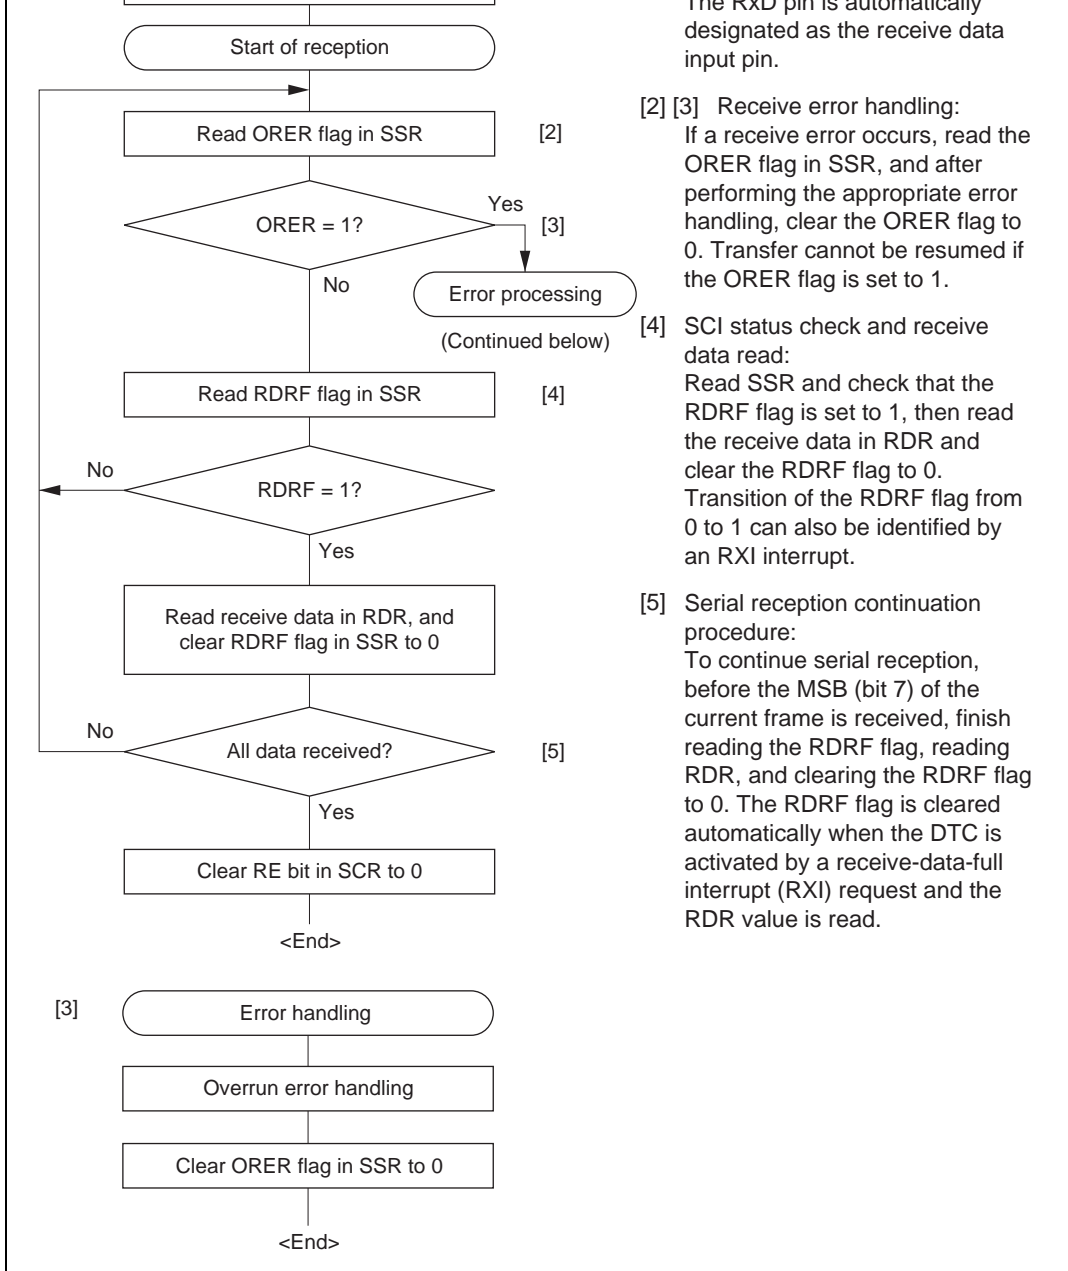 Start of reception
Read ORER flag in SSR
[2]
ORER = 1?
Yes
[3]
No
Error processing
(Continued below)
Read RDRF flag in SSR
[4]
No
RDRF = 1?
Yes
Read receive data in RDR, and
clear RDRF flag in SSR to 0
No
All data received?
[5]
Yes
Clear RE bit in SCR to 0
<End>
[3]
Error handling
Overrun error handling
Clear ORER flag in SSR to 0
<End>
The RxD pin is automatically
designated as the receive data
input pin.
[2] [3] Receive error handling:
If a receive error occurs, read the
ORER flag in SSR, and after
performing the appropriate error
handling, clear the ORER flag to
0. Transfer cannot be resumed if
the ORER flag is set to 1.
[4] SCI status check and receive
data read:
Read SSR and check that the
RDRF flag is set to 1, then read
the receive data in RDR and
clear the RDRF flag to 0.
Transition of the RDRF flag from
0 to 1 can also be identified by
an RXI interrupt.
[5] Serial reception continuation
procedure:
To continue serial reception,
before the MSB (bit 7) of the
current frame is received, finish
reading the RDRF flag, reading
RDR, and clearing the RDRF flag
to 0. The RDRF flag is cleared
automatically when the DTC is
activated by a receive-data-full
interrupt (RXI) request and the
RDR value is read.